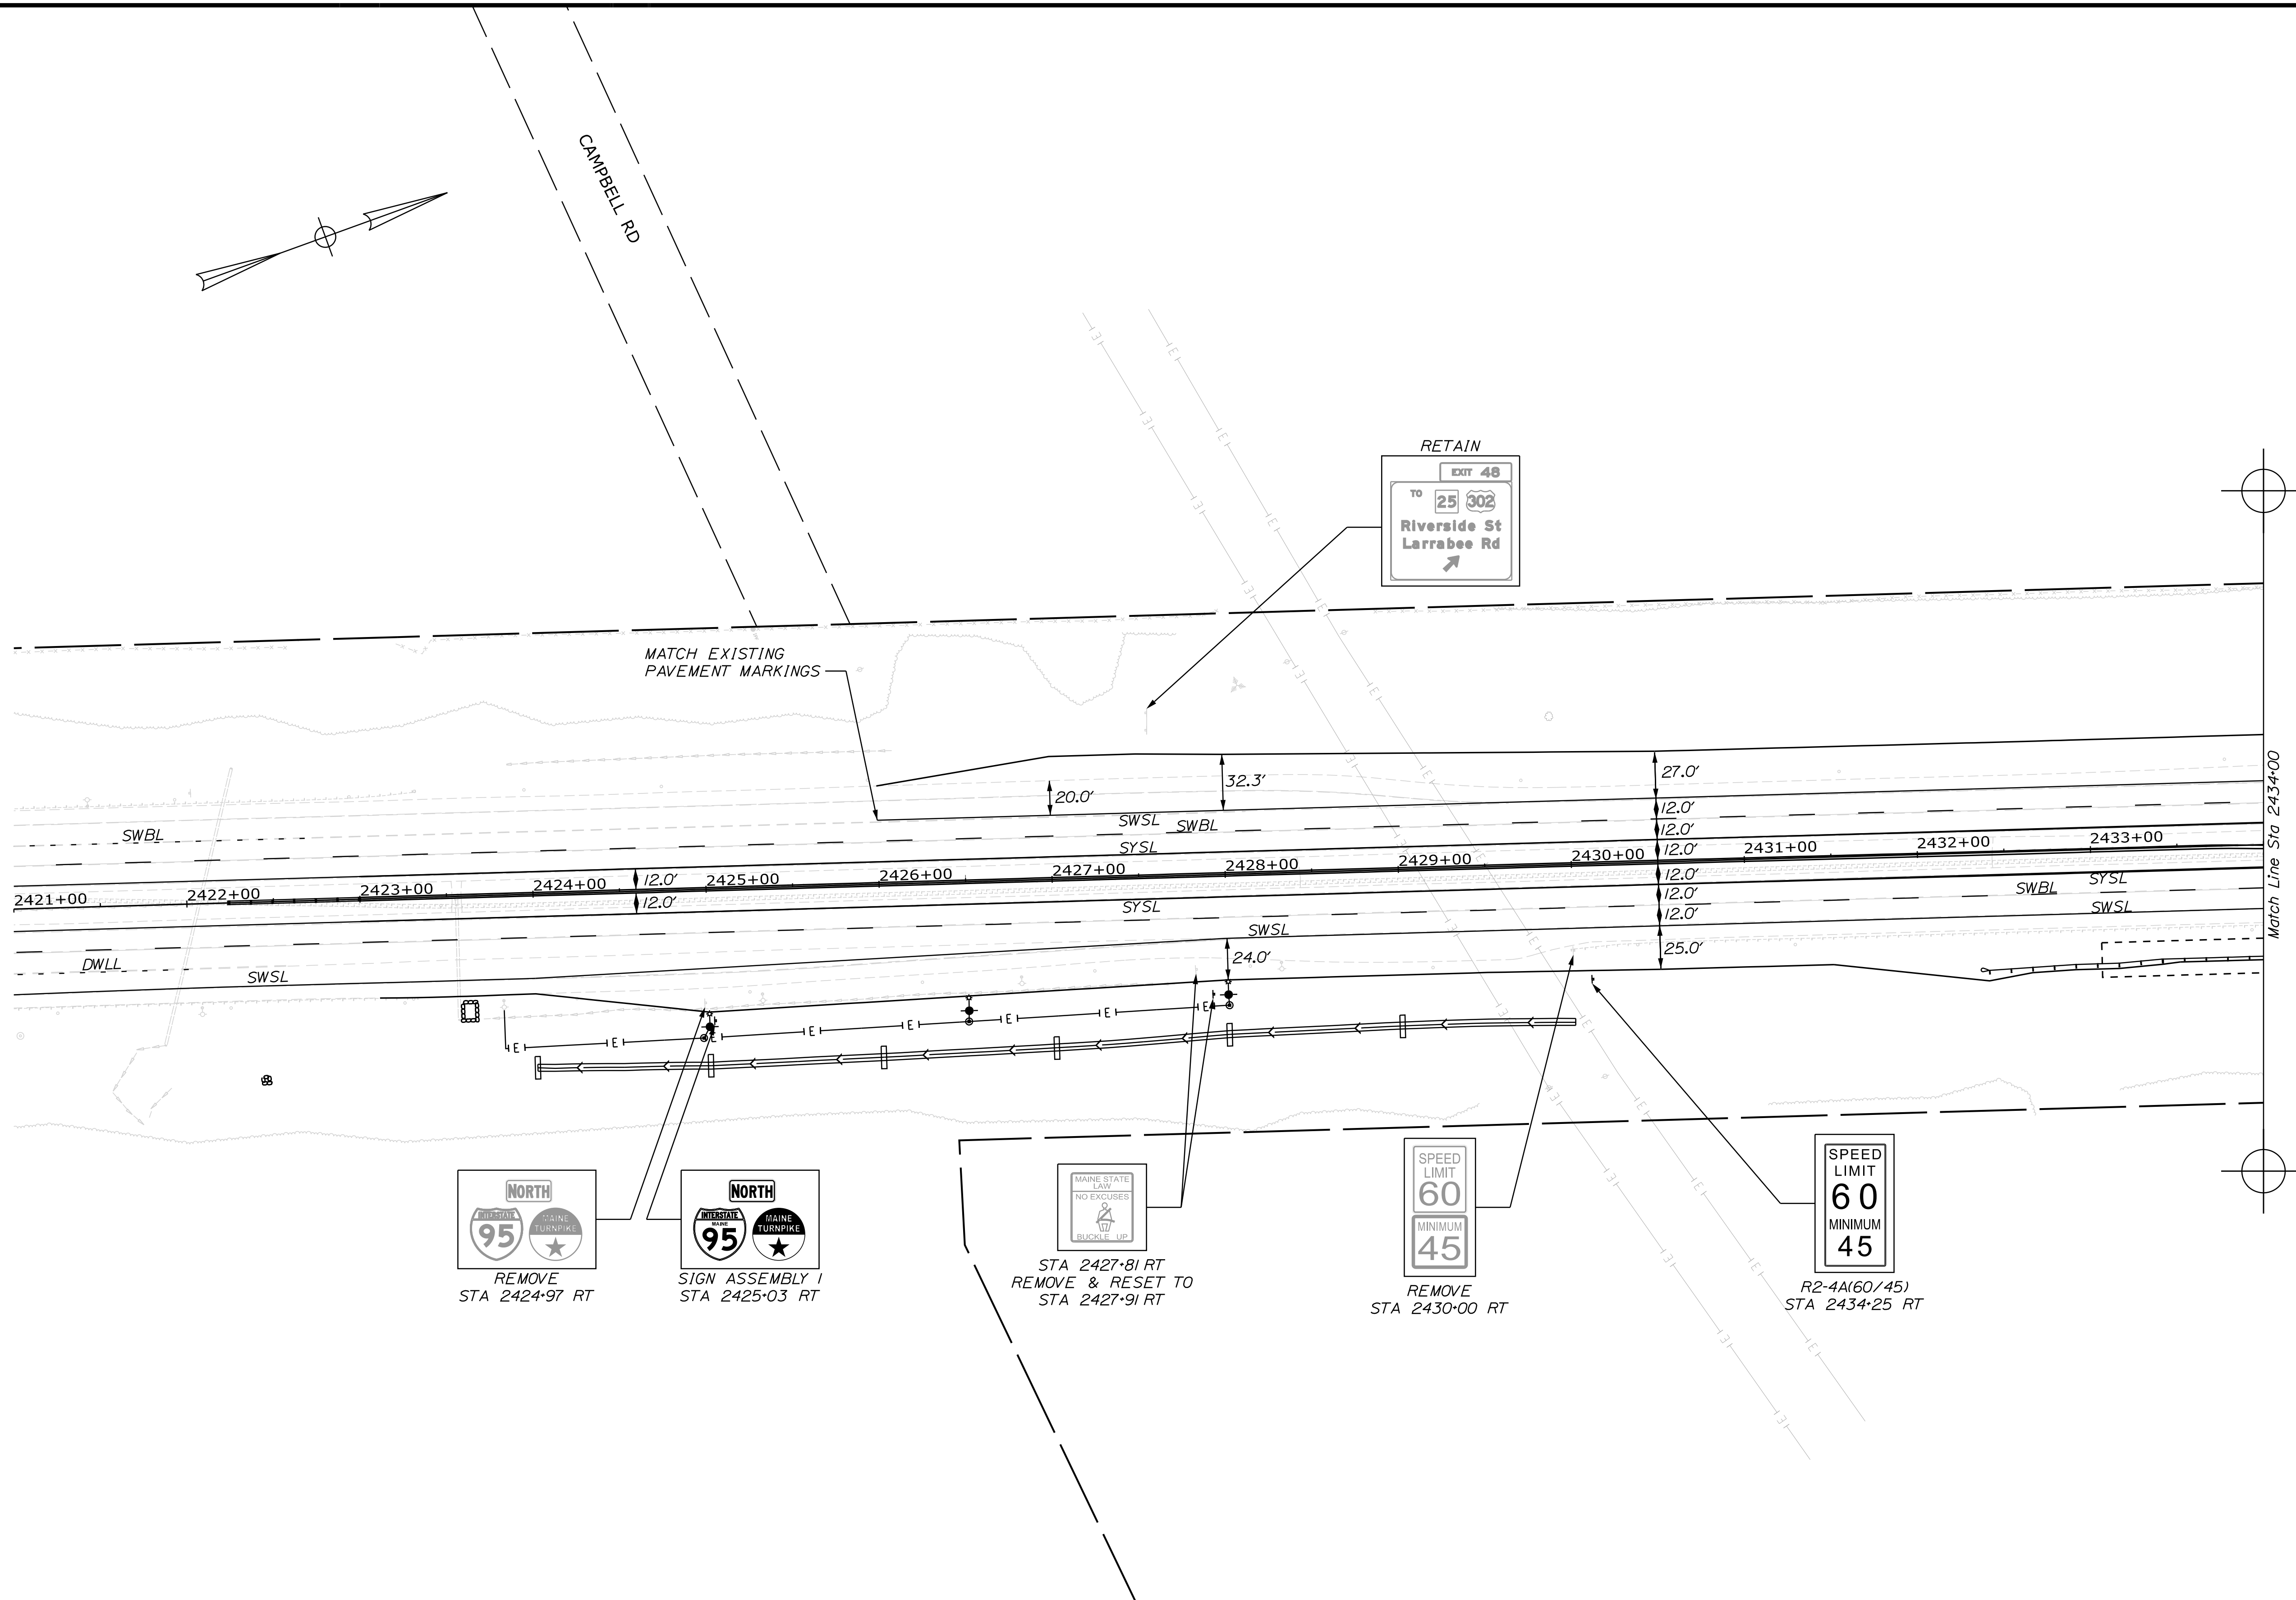 CAMPBELL RD
RETAIN
EXIT 48
TO 25 302
Riverside St
Larrabee Rd
MATCH EXISTING
PAVEMENT MARKINGS
Match Line Sta 2434+00
20.0'
32.3'
27.0'
12.0'
12.0'
12.0'
12.0'
12.0'
12.0'
25.0'
SWBL
SWSL
SWBL
SYSL
2421+00
2422+00
2423+00
2424+00
2425+00
2426+00
2427+00
2428+00
2429+00
2430+00
2431+00
2432+00
2433+00
12.0'
12.0'
SYSL
SWBL
SYSL
SWSL
SWSL
24.0'
DWLL
SWSL
E
E
E
E
E
E
E
E
NORTH
INTERSTATE
95
MAINE
TURNPIKE
REMOVE
STA 2424+97 RT
NORTH
INTERSTATE
MAINE
95
MAINE
TURNPIKE
SIGN ASSEMBLY 1
STA 2425+03 RT
MAINE STATE
LAW
NO EXCUSES
BUCKLE UP
STA 2427+81 RT
REMOVE & RESET TO
STA 2427+91 RT
SPEED
LIMIT
60
MINIMUM
45
REMOVE
STA 2430+00 RT
SPEED
LIMIT
60
MINIMUM
45
R2-4A(60/45)
STA 2434+25 RT